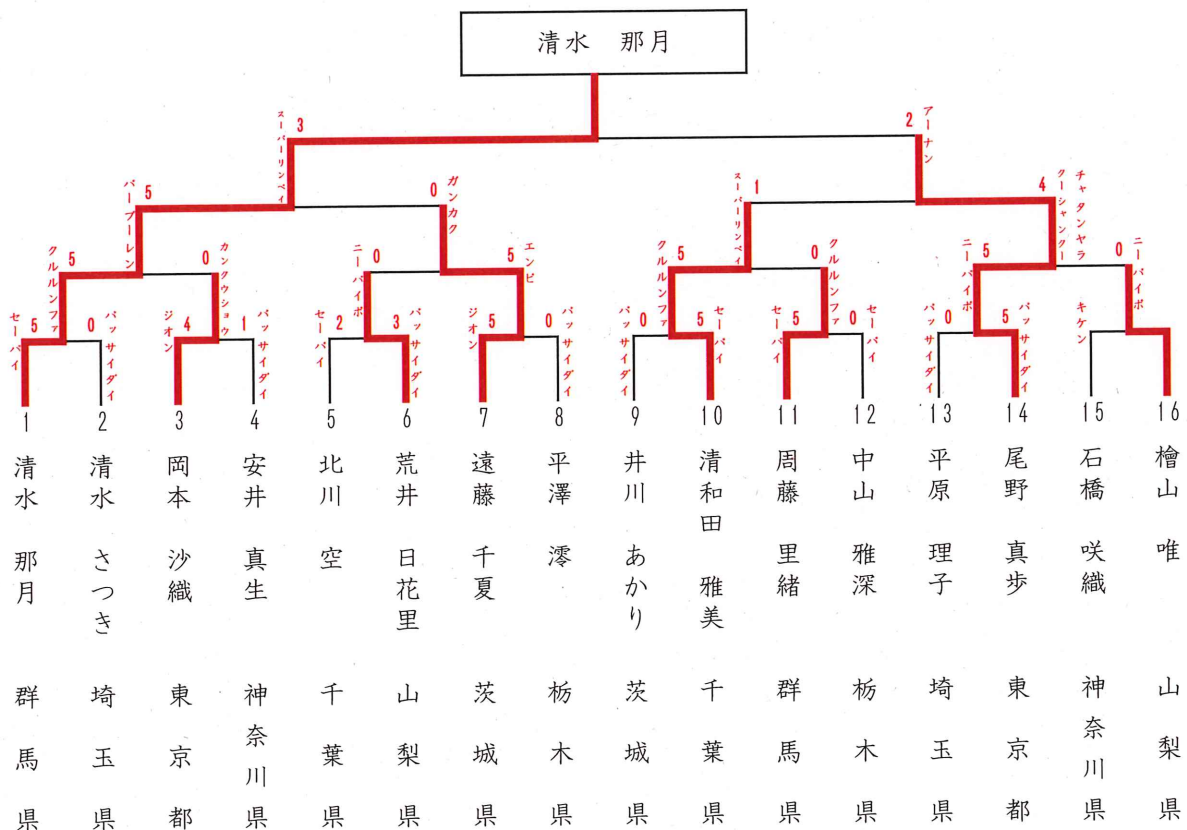 清水 那月
3
スーパーリンペイ
2
アーナン
5
パープーレン
0
ガンカク
1
スーパーリンペイ
4
チャタンヤラ
クーシャンクー
5
クルルンファ
0
カンクウショウ
0
ニーパイポ
5
エンピ
5
クルルンファ
0
クルルンファ
5
ニーパイポ
0
ニーパイポ
セーパイ
5
0
バッサイダイ
ジオン
4
1
バッサイダイ
セーパイ
2
3
バッサイダイ
ジオン
5
0
バッサイダイ
バッサイダイ
0
5
セーパイ
セーパイ
5
0
セーパイ
バッサイダイ
0
5
バッサイダイ
キケン
1 清水 那月 群馬県
2 清水 さつき 埼玉県
3 岡本 沙織 東京都
4 安井 真生 神奈川県
5 北川 空 千葉県
6 荒井 日花里 山梨県
7 遠藤 千夏 茨城県
8 平澤 澪 栃木県
9 井川 あかり 茨城県
10 清和田 雅美 千葉県
11 周藤 里緒 群馬県
12 中山 雅深 栃木県
13 平原 理子 埼玉県
14 尾野 真歩 東京都
15 石橋 咲織 神奈川県
16 檜山 唯 山梨県